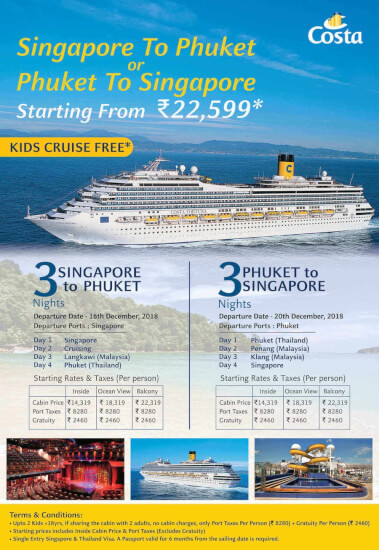 Costa
Singapore To Phuket
or
Phuket To Singapore
Starting From ₹22,599*
KIDS CRUISE FREE*
3 SINGAPORE
to PHUKET
Nights
Departure Date - 16th December, 2018
Departure Ports : Singapore
Day 1 Singapore
Day 2 Cruising
Day 3 Langkawi (Malaysia)
Day 4 Phuket (Thailand)
Starting Rates & Taxes (Per person)
Inside Ocean View Balcony
Cabin Price ₹14,319 ₹ 18,319 ₹ 22,319
Port Taxes ₹ 8280 ₹ 8280 ₹ 8280
Gratuity ₹ 2460 ₹ 2460 ₹ 2460
3 PHUKET to
SINGAPORE
Nights
Departure Date - 20th December, 2018
Departure Ports : Phuket
Day 1 Phuket (Thailand)
Day 2 Penang (Malaysia)
Day 3 Klang (Malaysia)
Day 4 Singapore
Starting Rates & Taxes (Per person)
Inside Ocean View Balcony
Cabin Price ₹14,319 ₹ 18,319 ₹ 22,319
Port Taxes ₹ 8280 ₹ 8280 ₹ 8280
Gratuity ₹ 2460 ₹ 2460 ₹ 2460
Terms & Conditions:
• Upto 2 Kids <18yrs, if sharing the cabin with 2 adults, no cabin charges, only Port Taxes Per Person (₹ 8280) + Gratuity Per Person (₹ 2460)
• Starting prices includes Inside Cabin Price & Port Taxes (Excludes Gratuity)
• Single Entry Singapore & Thailand Visa. A Passport valid for 6 months from the sailing date is required.